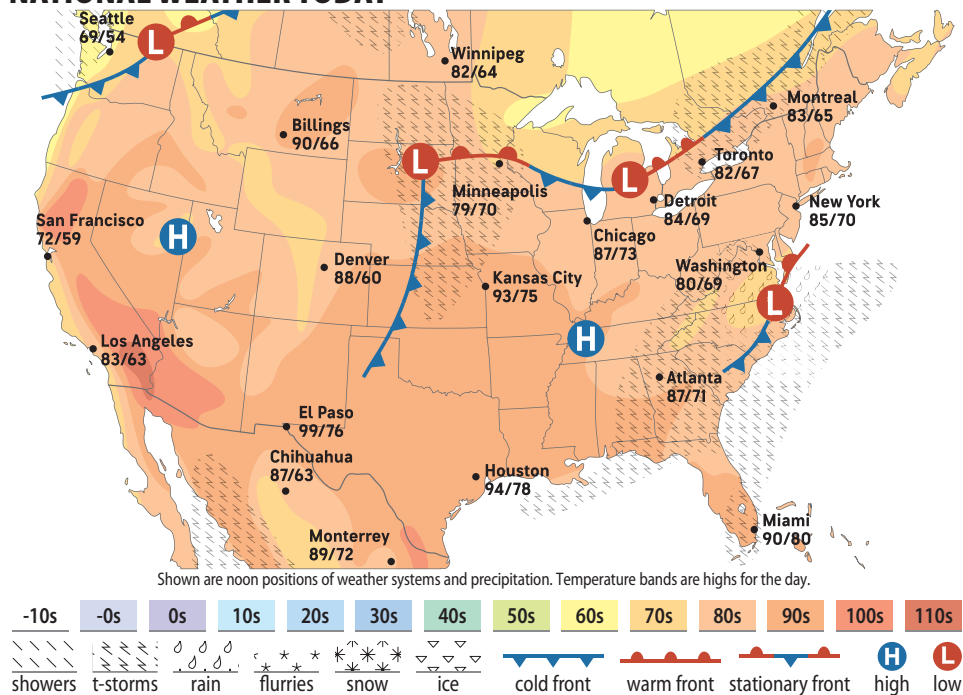 NATIONAL WEATHER TODAY
Seattle
69/54
L
Winnipeg
82/64
Montreal
83/65
Billings
90/66
L
Minneapolis
79/70
L
Toronto
82/67
Detroit
84/69
New York
85/70
San Francisco
72/59
H
Chicago
87/73
Denver
88/60
Kansas City
93/75
Washington
80/69
L
H
Los Angeles
83/63
Atlanta
87/71
El Paso
99/76
Chihuahua
87/63
Houston
94/78
Miami
90/80
Monterrey
89/72
Shown are noon positions of weather systems and precipitation. Temperature bands are highs for the day.
-10s -0s 0s 10s 20s 30s 40s 50s 60s 70s 80s 90s 100s 110s
H L
showers t-storms rain flurries snow ice cold front warm front stationary front high low